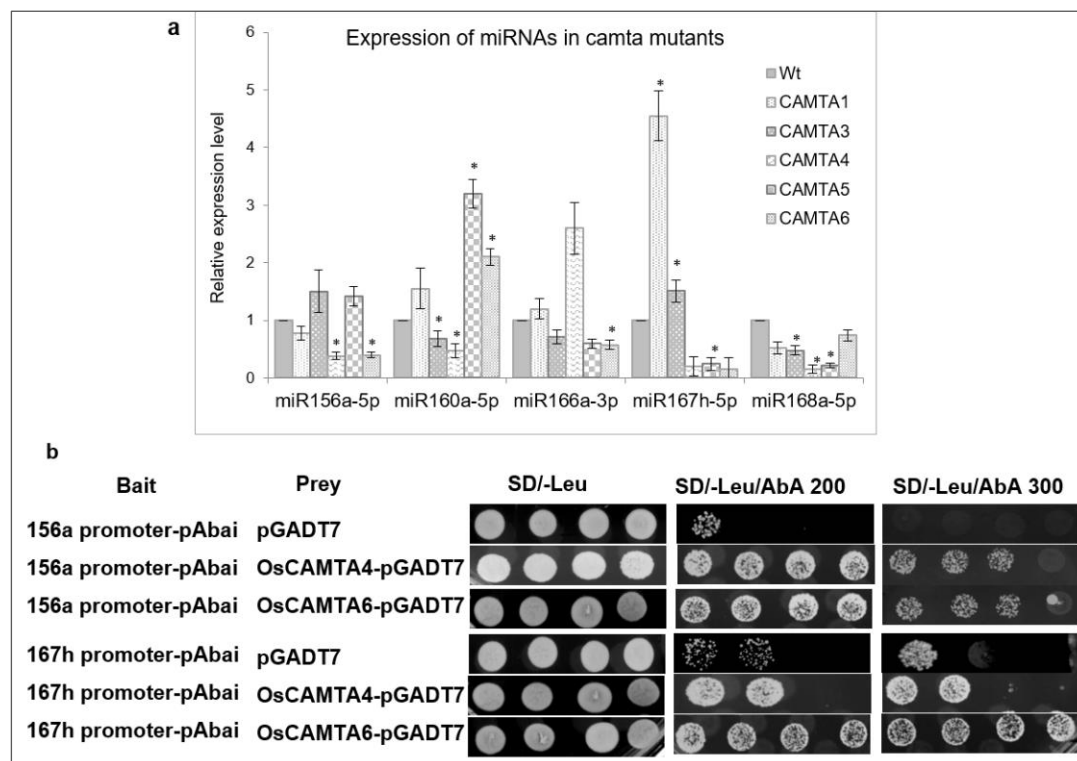 a
Expression of miRNAs in camta mutants
Relative expression level
6
5
4
3
2
1
0
* * * * * * * * * * * *
Wt
CAMTA1
CAMTA3
CAMTA4
CAMTA5
CAMTA6
miR156a-5p miR160a-5p miR166a-3p miR167h-5p miR168a-5p
b
Bait Prey SD/-Leu SD/-Leu/AbA 200 SD/-Leu/AbA 300
156a promoter-pAbai pGADT7
156a promoter-pAbai OsCAMTA4-pGADT7
156a promoter-pAbai OsCAMTA6-pGADT7
167h promoter-pAbai pGADT7
167h promoter-pAbai OsCAMTA4-pGADT7
167h promoter-pAbai OsCAMTA6-pGADT7